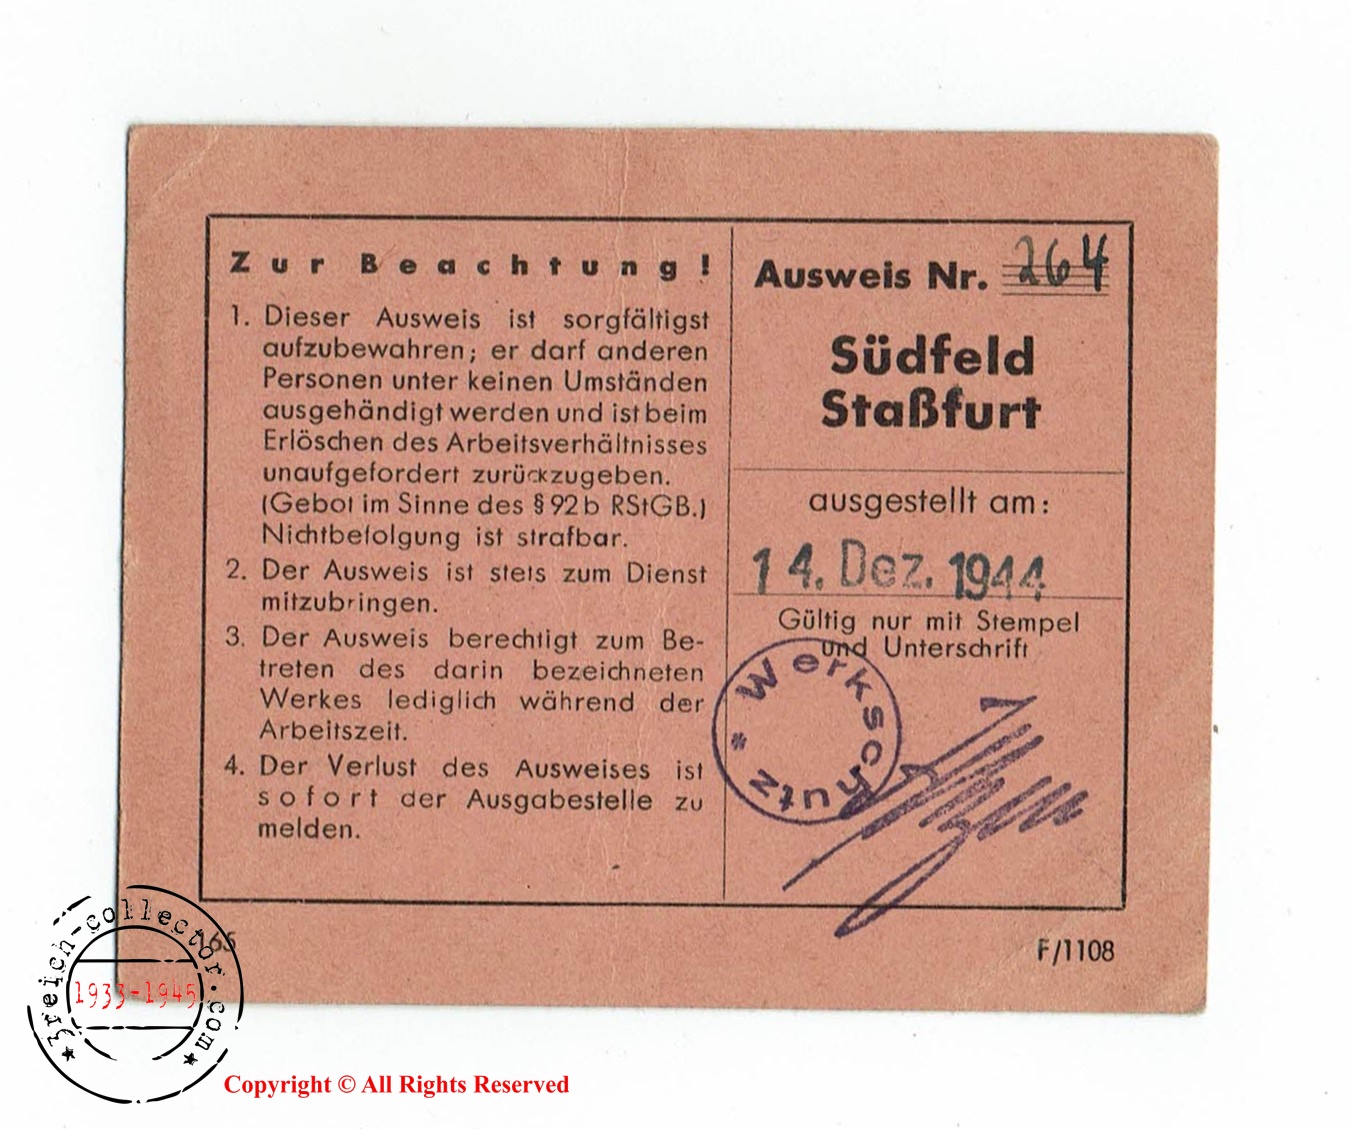 Zur Beachtung!
1. Dieser Ausweis ist sorgfältigst
aufzubewahren; er darf anderen
Personen unter keinen Umständen
ausgehändigt werden und ist beim
Erlöschen des Arbeitsverhältnisses
unaufgefordert zurückzugeben.
(Gebot im Sinne des § 92 b RStGB.)
Nichtbefolgung ist strafbar.
2. Der Ausweis ist stets zum Dienst
mitzubringen.
3. Der Ausweis berechtigt zum Be-
treten des darin bezeichneten
Werkes lediglich während der
Arbeitszeit.
4. Der Verlust des Ausweises ist
sofort der Ausgabestelle zu
melden.
Ausweis Nr. 264
Südfeld
Staßfurt
ausgestellt am:
14. Dez. 1944
Gültig nur mit Stempel
und Unterschrift
* Werkschutz
F/1108
3reich-collector.com
1933-1945
Copyright © All Rights Reserved